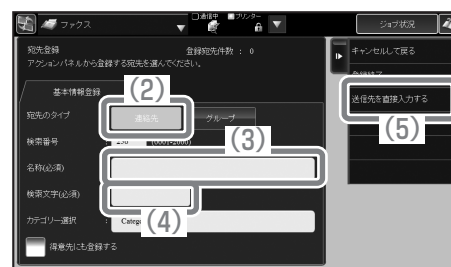 ファクス
通信中
プリンター
ジョブ状況
宛先登録
登録宛先件数 : 0
アクションパネルから登録する宛先を選んでください。
キャンセルして戻る
基本情報登録
(2)
送信先を直接入力する
(5)
宛先のタイプ
連絡先
グループ
(3)
検索番号
: 250 (0001-2000)
名称(必須)
検索文字(必須)
(4)
カテゴリー選択
: Categ
得意先にも登録する